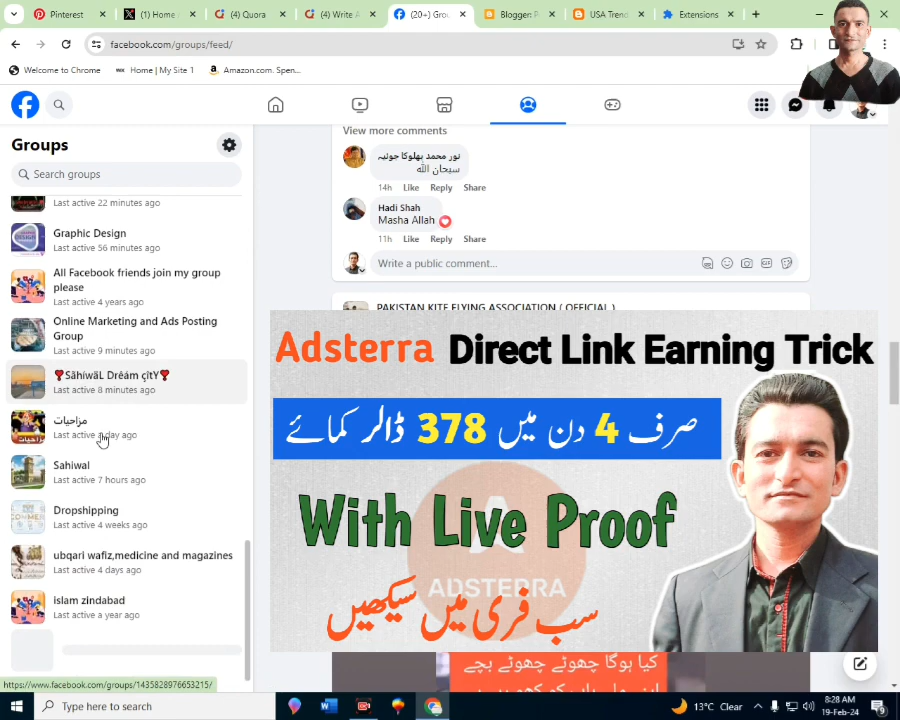 Pinterest
(1) Home /
(4) Quora
(4) Write A
(20+) Grou
Blogger: P
USA Trend
Extensions
facebook.com/groups/feed/
Welcome to Chrome
Home | My Site 1
Amazon.com. Spen...
Groups
Search groups
Last active 22 minutes ago
Graphic Design
Last active 56 minutes ago
All Facebook friends join my group
please
Last active 4 years ago
Online Marketing and Ads Posting
Group
Last active 9 minutes ago
❣SãhíwäL Drêám çîtY❣
Last active 8 minutes ago
مزاحیات
Last active a day ago
Sahiwal
Last active 7 hours ago
Dropshipping
Last active 4 weeks ago
ubqari wafiz,medicine and magazines
Last active 4 days ago
islam zindabad
Last active a year ago
https://www.facebook.com/groups/1435828976653215/
View more comments
نور محمد پھلوکا جوئیہ
سبحان اللہ
14h Like Reply Share
Hadi Shah
Masha Allah
11h Like Reply Share
Write a public comment...
PAKISTAN KITE FLYING ASSOCIATION ( OFFICIAL )
Adsterra Direct Link Earning Trick
صرف 4 دن میں 378 ڈالر کمائے
With Live Proof
ADSTERRA
سب فری میں سیکھیں
کیا ہوگا چھوٹے چھوٹے بچے
Type here to search
13°C Clear
8:28 AM
19-Feb-24